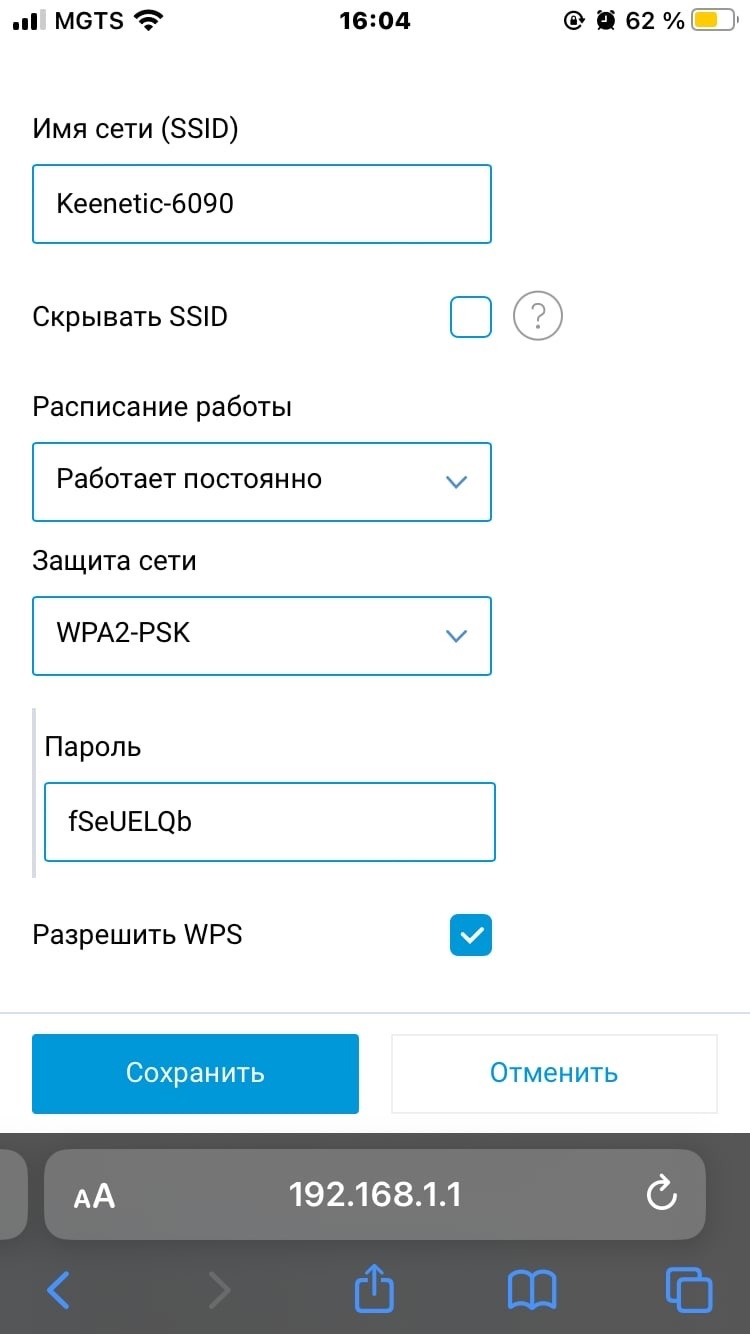 MGTS 16:04 62 %
Имя сети (SSID)
Keenetic-6090
Скрывать SSID ?
Расписание работы
Работает постоянно
Защита сети
WPA2-PSK
Пароль
fSeUELQb
Разрешить WPS
Сохранить Отменить
AA 192.168.1.1